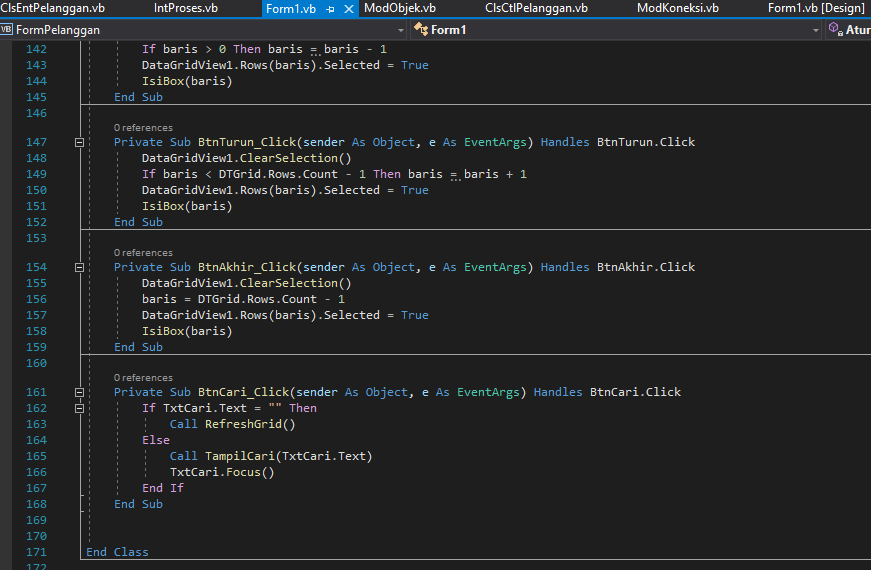 ClsEntPelanggan.vb IntProses.vb Form1.vb ModObjek.vb ClsCtlPelanggan.vb ModKoneksi.vb Form1.vb [Design]
VB FormPelanggan Form1 Atur
142 If baris > 0 Then baris = baris - 1
143 DataGridView1.Rows(baris).Selected = True
144 IsiBox(baris)
145 End Sub
146
0 references
147 Private Sub BtnTurun_Click(sender As Object, e As EventArgs) Handles BtnTurun.Click
148 DataGridView1.ClearSelection()
149 If baris < DTGrid.Rows.Count - 1 Then baris = baris + 1
150 DataGridView1.Rows(baris).Selected = True
151 IsiBox(baris)
152 End Sub
153
0 references
154 Private Sub BtnAkhir_Click(sender As Object, e As EventArgs) Handles BtnAkhir.Click
155 DataGridView1.ClearSelection()
156 baris = DTGrid.Rows.Count - 1
157 DataGridView1.Rows(baris).Selected = True
158 IsiBox(baris)
159 End Sub
160
0 references
161 Private Sub BtnCari_Click(sender As Object, e As EventArgs) Handles BtnCari.Click
162 If TxtCari.Text = "" Then
163 Call RefreshGrid()
164 Else
165 Call TampilCari(TxtCari.Text)
166 TxtCari.Focus()
167 End If
168 End Sub
169
170
171 End Class
172